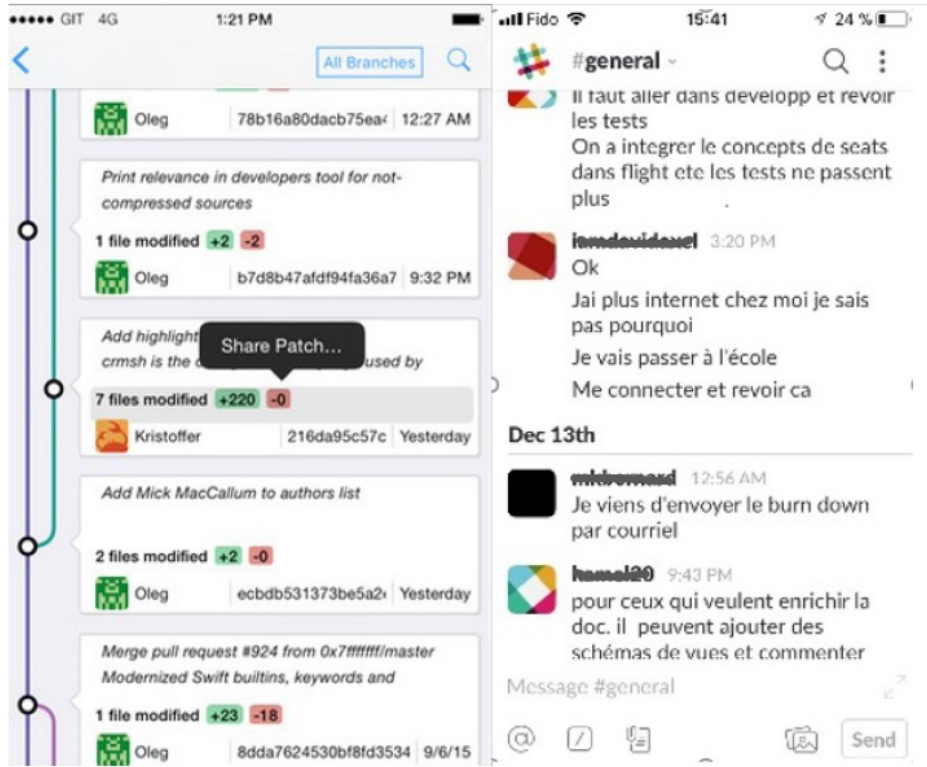 GIT 4G 1:21 PM
All Branches
Oleg 78b16a80dacb75ea 12:27 AM
Print relevance in developers tool for not-
compressed sources
1 file modified +2 -2
Oleg b7d8b47afdf94fa36a7 9:32 PM
Add highlight
Share Patch...
crmsh is the used by
7 files modified +220 -0
Kristoffer 216da95c57c Yesterday
Add Mick MacCallum to authors list
2 files modified +2 -0
Oleg ecbdb531373be5a2 Yesterday
Merge pull request #924 from 0x7fffffff/master
Modernized Swift builtins, keywords and
1 file modified +23 -18
Oleg 8dda7624530bf8fd3534 9/6/15
Fido 15:41 24 %
#general
Il faut aller dans developp et revoir
les tests
On a integrer le concepts de seats
dans flight ete les tests ne passent
plus
3:20 PM
Ok
Jai plus internet chez moi je sais
pas pourquoi
Je vais passer à l'école
Me connecter et revoir ca
Dec 13th
12:56 AM
Je viens d'envoyer le burn down
par courriel
9:43 PM
pour ceux qui veulent enrichir la
doc. il peuvent ajouter des
schémas de vues et commenter
Message #general
Send